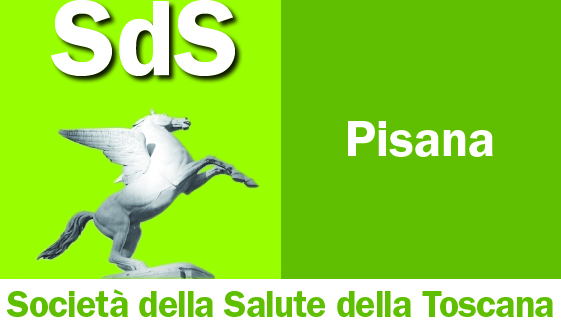 SdS
Pisana
Società della Salute della Toscana